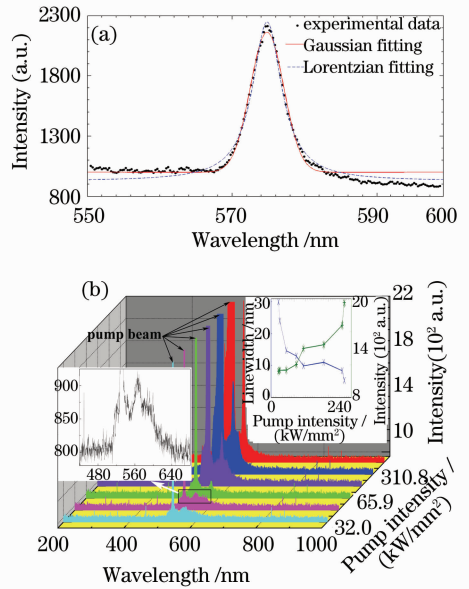 2300
(a)
experimental data
Gaussian fitting
Lorentzian fitting
1800
1300
800
Intensity (a.u.)
550 570 590 600
Wavelength /nm
(b)
pump beam
900
850
800
480 560 640
30
20
10
0
Linewidth /nm
20
14
8
Intensity (10² a.u.)
0 240
Pump intensity /
(kW/mm²)
22
18
14
10
Intensity (10² a.u.)
310.8
65.9
32.0
Pump intensity /
(kW/mm²)
200 400 600 800 1000
Wavelength /nm